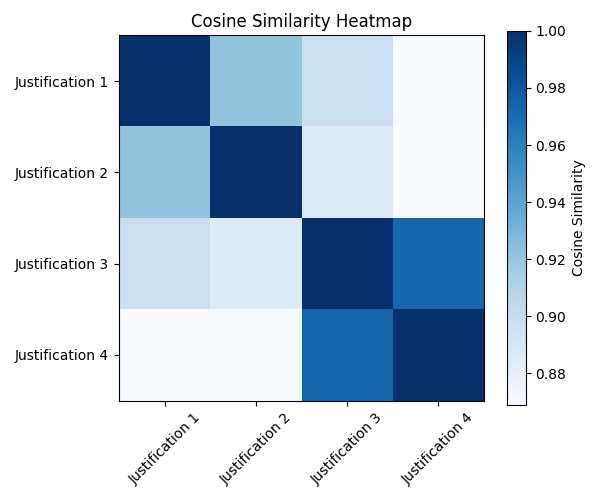 Cosine Similarity Heatmap
Justification 1
Justification 2
Justification 3
Justification 4
Justification 1
Justification 2
Justification 3
Justification 4
1.00
0.98
0.96
0.94
0.92
0.90
0.88
Cosine Similarity